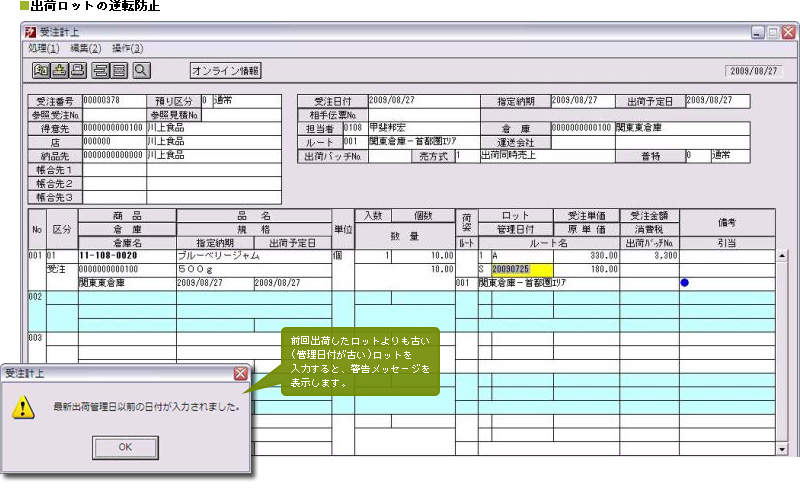 ■出荷ロットの逆転防止
受注計上
処理(1) 編集(2) 操作(3)
オンライン情報 2009/08/27
受注番号 00000378 預り区分 0 通常 受注日付 2009/08/27 指定納期 2009/08/27 出荷予定日 2009/08/27
参照受注No. 参照見積No. 相手伝票No.
得意先 0000000000100 川上食品 担当者 0108 甲斐邦宏 倉庫 0000000000100 関東東倉庫
店 000000 川上食品 ルート 001 関東東倉庫−首都圏エリア 運送会社
納品先 0000000000000 川上食品 出荷バッチNo. 売方式 1 出荷同時売上 普特 0 通常
帳合先1
帳合先2
帳合先3
No 区分 商品 品名 単位 入数 個数 荷姿 ロット 受注単価 受注金額 備考
倉庫 規格 数量 管理日付 原単価 消費税
倉庫名 指定納期 出荷予定日 ルート ルート名 出荷バッチNo. 引当
001 01 11-108-0020 ブルーベリージャム 個 1 10.00 1 A 330.00 3,300
受注 0000000000100 500g 10.00 S 20090725 180.00
関東東倉庫 2009/08/27 2009/08/27 001 関東東倉庫−首都圏エリア
002
003
前回出荷したロットよりも古い
(管理日付が古い)ロットを
入力すると、警告メッセージを
表示します。
受注計上
最新出荷管理日以前の日付が入力されました。
OK